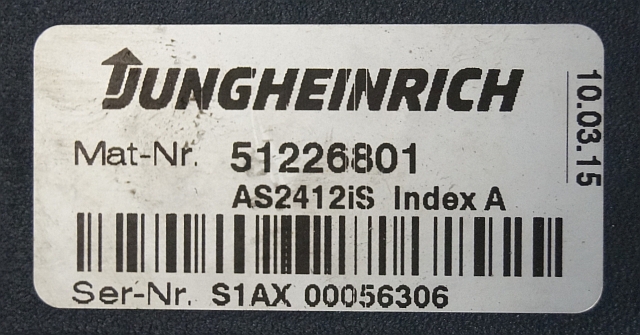 JUNGHEINRICH
Mat-Nr. 51226801
AS2412iS Index A
Ser-Nr. S1AX 00056306
10.03.15